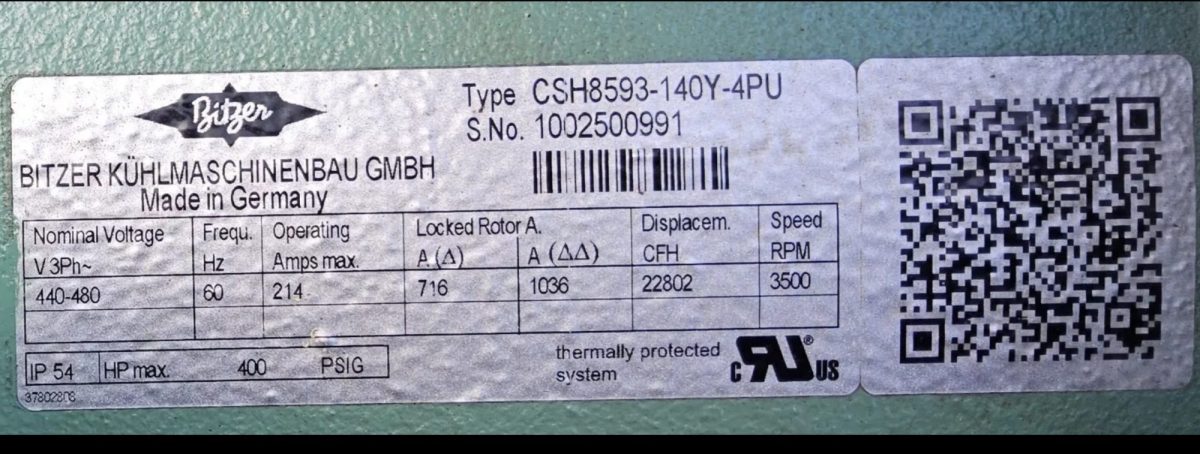 Bitzer
BITZER KÜHLMASCHINENBAU GMBH
Made in Germany
Type CSH8593-140Y-4PU
S.No. 1002500991
Nominal Voltage Frequ. Operating Locked Rotor A. Displacem. Speed
V 3Ph~ Hz Amps max. A (Δ) A (ΔΔ) CFH RPM
440-480 60 214 716 1036 22802 3500
IP 54 HP max. 400 PSIG
thermally protected
system
c RU ® US
37802808